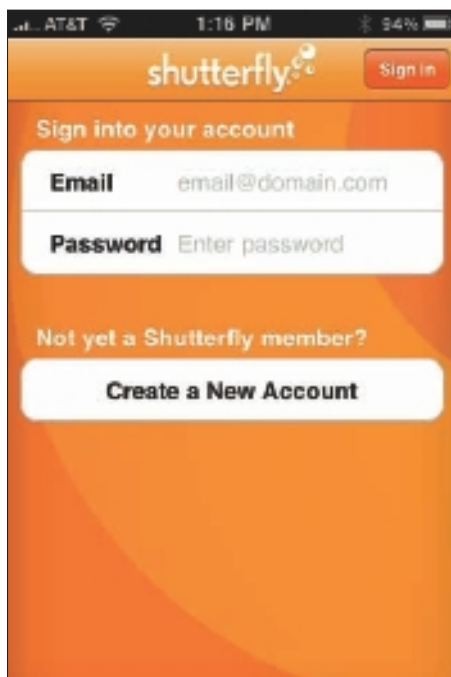 AT&T 1:16 PM 94%
shutterfly. Sign In
Sign into your account
Email email@domain.com
Password Enter password
Not yet a Shutterfly member?
Create a New Account